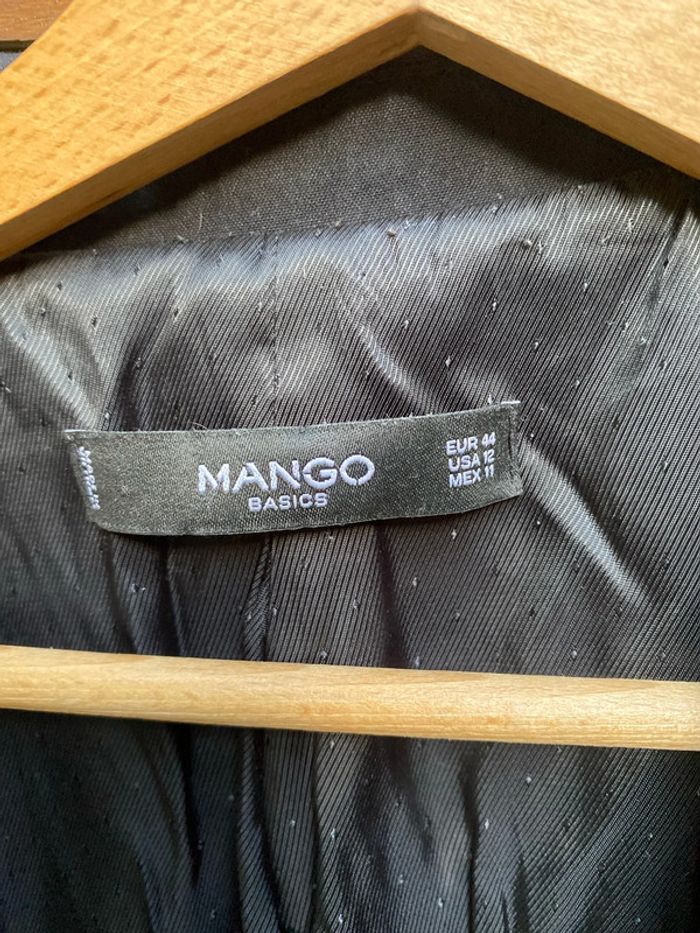 MANGO
BASICS
EUR 44
USA 12
MEX 11